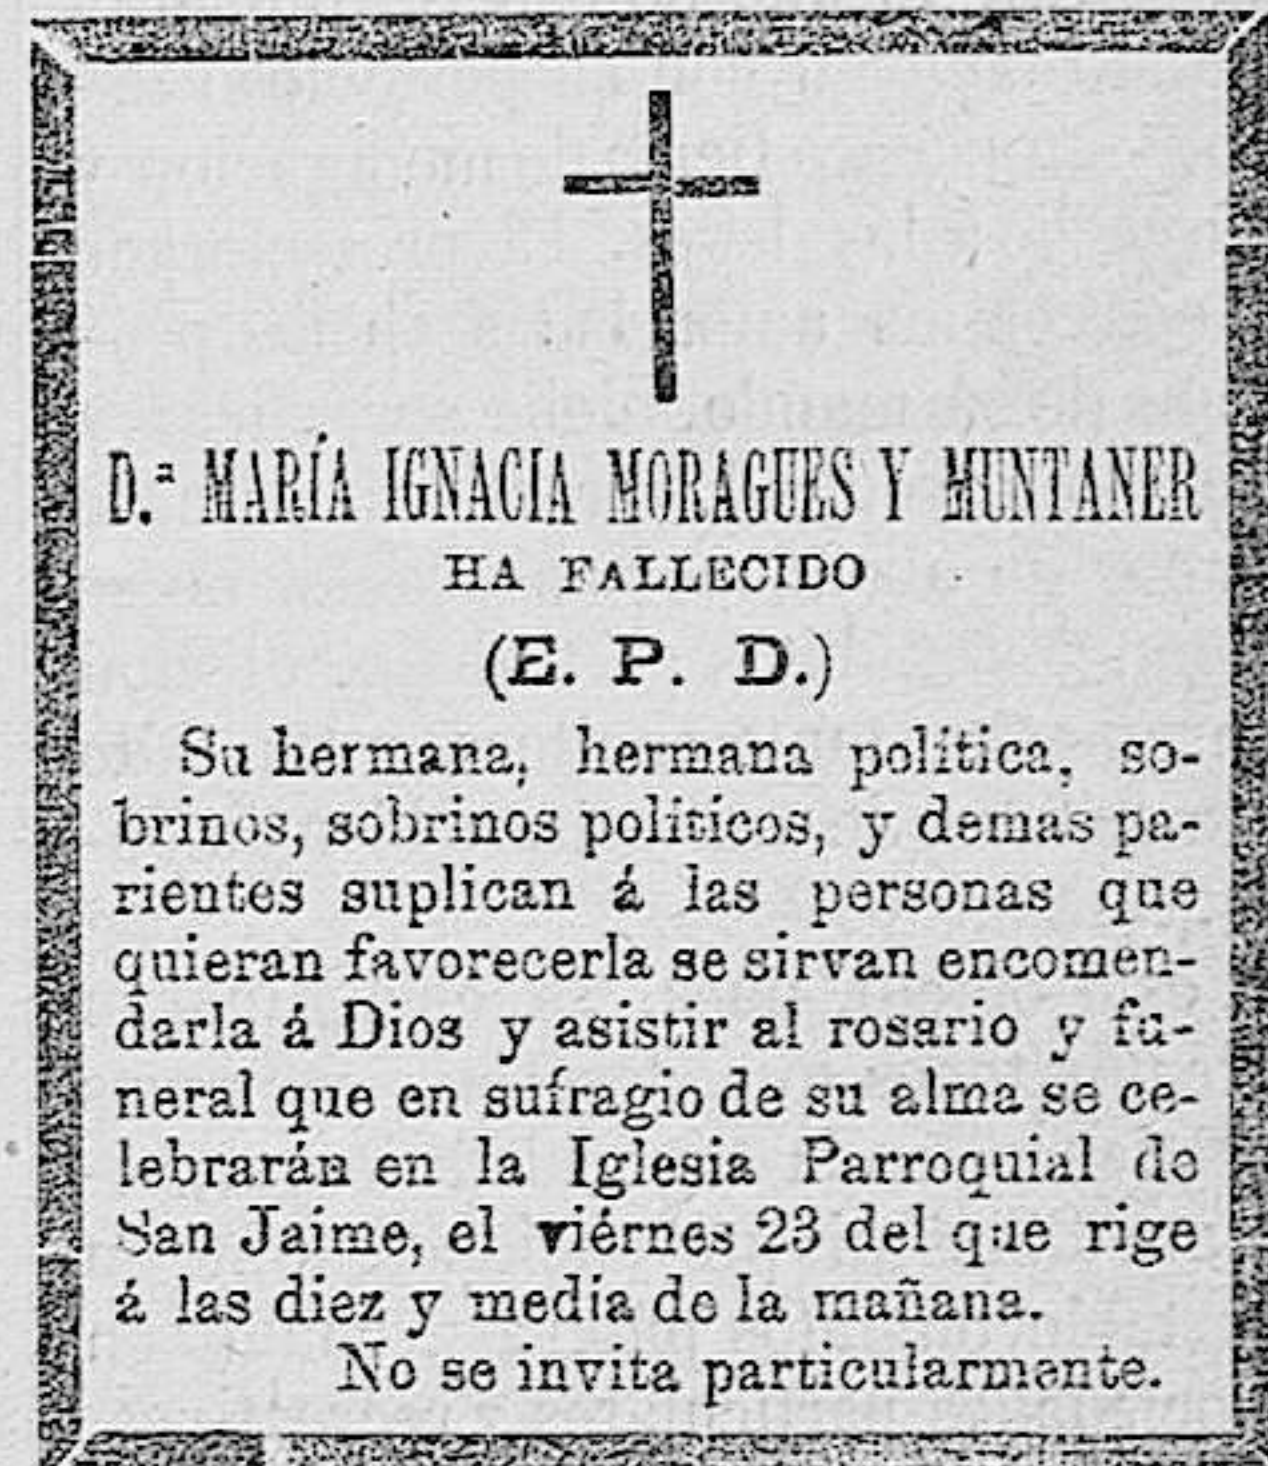 D.ª MARÍA IGNACIA MORAGUES Y MUNTANER
HA FALLECIDO
(E. P. D.)
Su hermana, hermana política, so-
brinos, sobrinos políticos, y demas pa-
rientes suplican á las personas que
quieran favorecerla se sirvan encomen-
darla á Dios y asistir al rosario y fu-
neral que en sufragio de su alma se ce-
lebrarán en la Iglesia Parroquial de
San Jaime, el viérnes 23 del que rige
á las diez y media de la mañana.
No se invita particularmente.